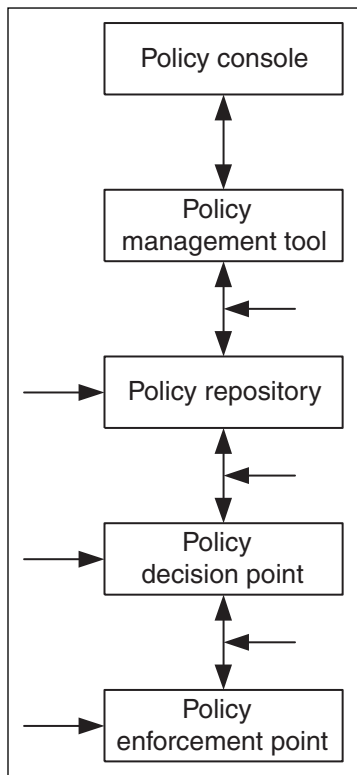 Policy console
Policy
management tool
Policy repository
Policy
decision point
Policy
enforcement point